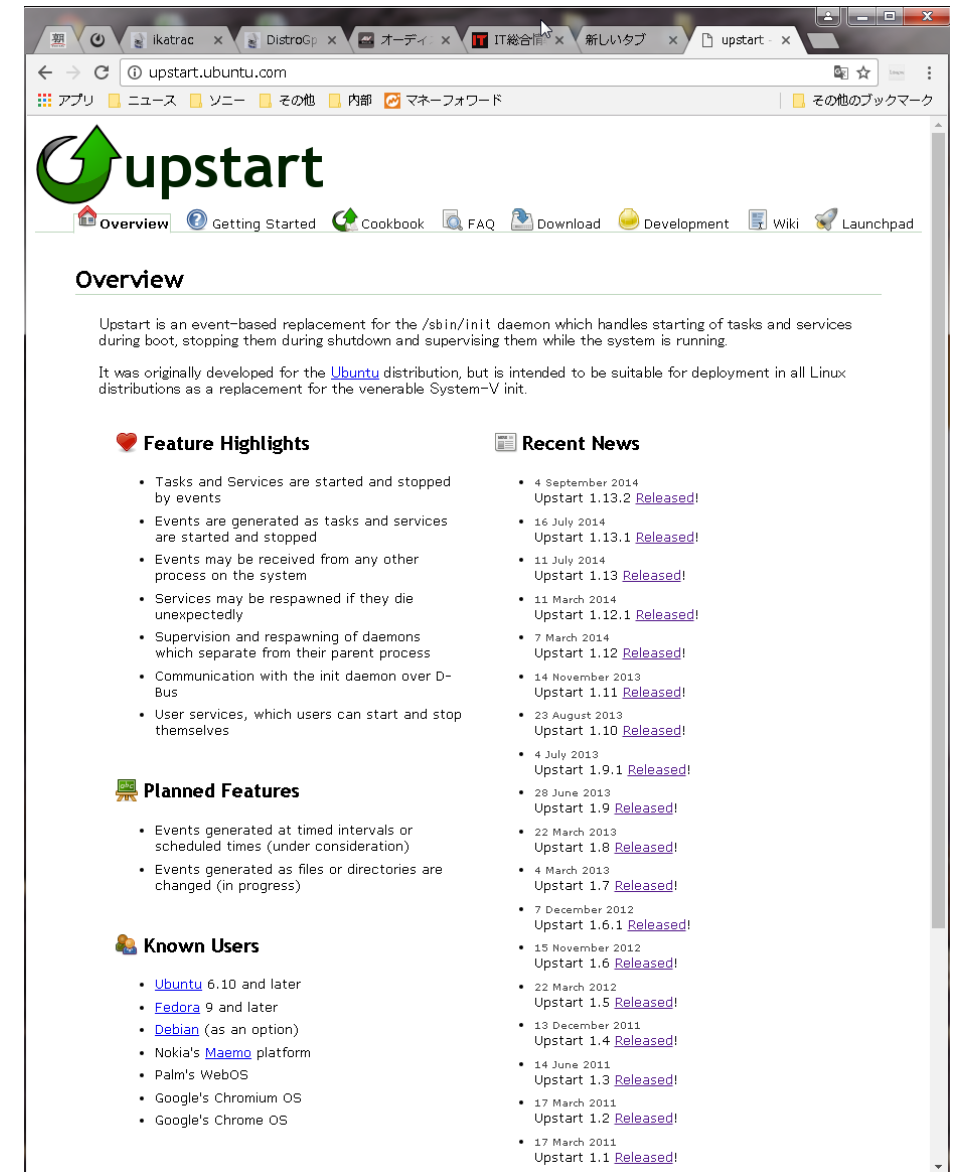 ikatrac
DistroGp
オーディ
IT総合情
新しいタブ
upstart -
upstart.ubuntu.com
アプリ ニュース ソニー その他 内部 マネーフォワード その他のブックマーク
upstart
Overview Getting Started Cookbook FAQ Download Development Wiki Launchpad
Overview
Upstart is an event-based replacement for the /sbin/init daemon which handles starting of tasks and services
during boot, stopping them during shutdown and supervising them while the system is running.
It was originally developed for the Ubuntu distribution, but is intended to be suitable for deployment in all Linux
distributions as a replacement for the venerable System-V init.
Feature Highlights
Tasks and Services are started and stopped
by events
Events are generated as tasks and services
are started and stopped
Events may be received from any other
process on the system
Services may be respawned if they die
unexpectedly
Supervision and respawning of daemons
which separate from their parent process
Communication with the init daemon over D-
Bus
User services, which users can start and stop
themselves
Planned Features
Events generated at timed intervals or
scheduled times (under consideration)
Events generated as files or directories are
changed (in progress)
Known Users
Ubuntu 6.10 and later
Fedora 9 and later
Debian (as an option)
Nokia's Maemo platform
Palm's WebOS
Google's Chromium OS
Google's Chrome OS
Recent News
4 September 2014
Upstart 1.13.2 Released!
16 July 2014
Upstart 1.13.1 Released!
11 July 2014
Upstart 1.13 Released!
11 March 2014
Upstart 1.12.1 Released!
7 March 2014
Upstart 1.12 Released!
14 November 2013
Upstart 1.11 Released!
23 August 2013
Upstart 1.10 Released!
4 July 2013
Upstart 1.9.1 Released!
28 June 2013
Upstart 1.9 Released!
22 March 2013
Upstart 1.8 Released!
4 March 2013
Upstart 1.7 Released!
7 December 2012
Upstart 1.6.1 Released!
15 November 2012
Upstart 1.6 Released!
22 March 2012
Upstart 1.5 Released!
13 December 2011
Upstart 1.4 Released!
14 June 2011
Upstart 1.3 Released!
17 March 2011
Upstart 1.2 Released!
17 March 2011
Upstart 1.1 Released!